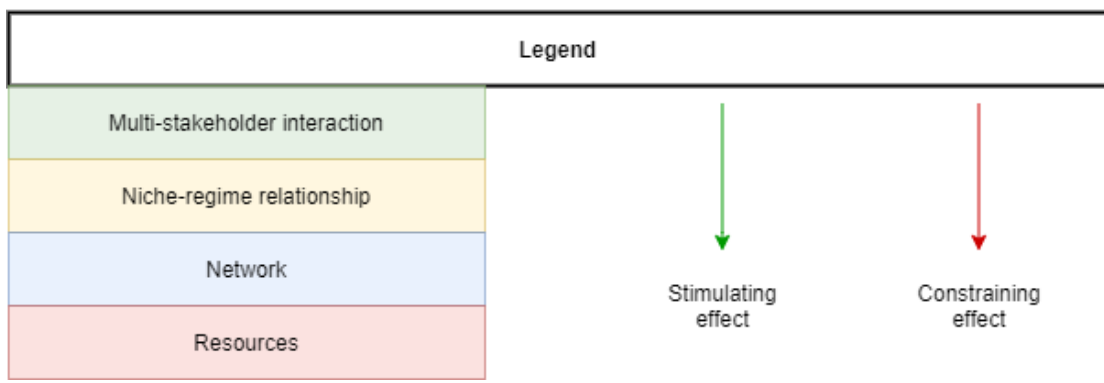 Legend
Multi-stakeholder interaction
Niche-regime relationship
Network
Resources
Stimulating
effect
Constraining
effect